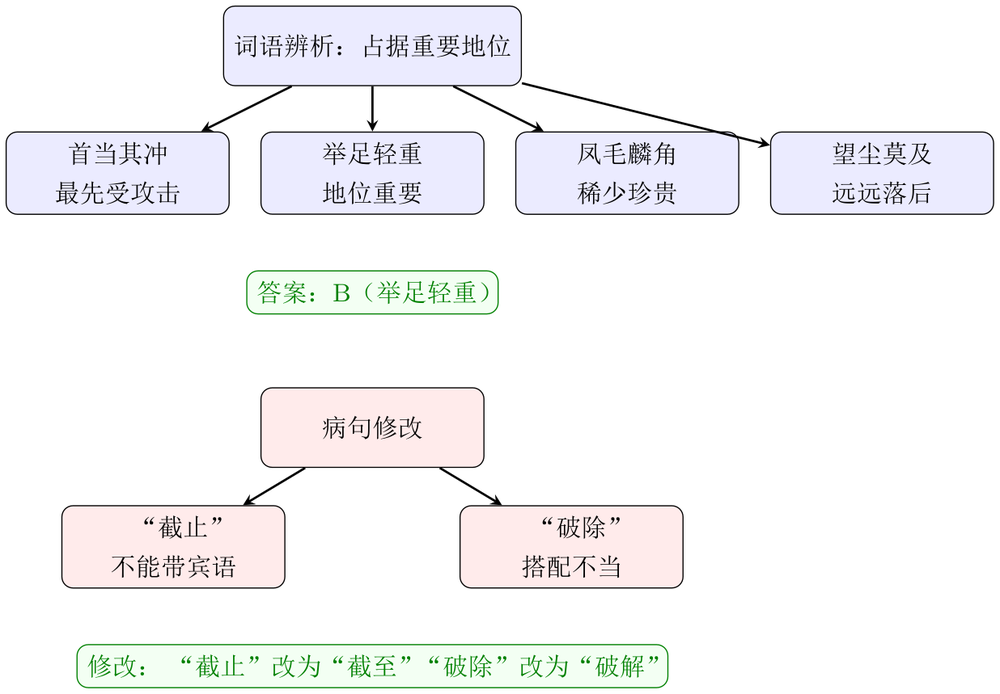 词语辨析：占据重要地位
首当其冲
最先受攻击
举足轻重
地位重要
凤毛麟角
稀少珍贵
望尘莫及
远远落后
答案：B（举足轻重）
病句修改
“截止”
不能带宾语
“破除”
搭配不当
修改：“截止”改为“截至”“破除”改为“破解”